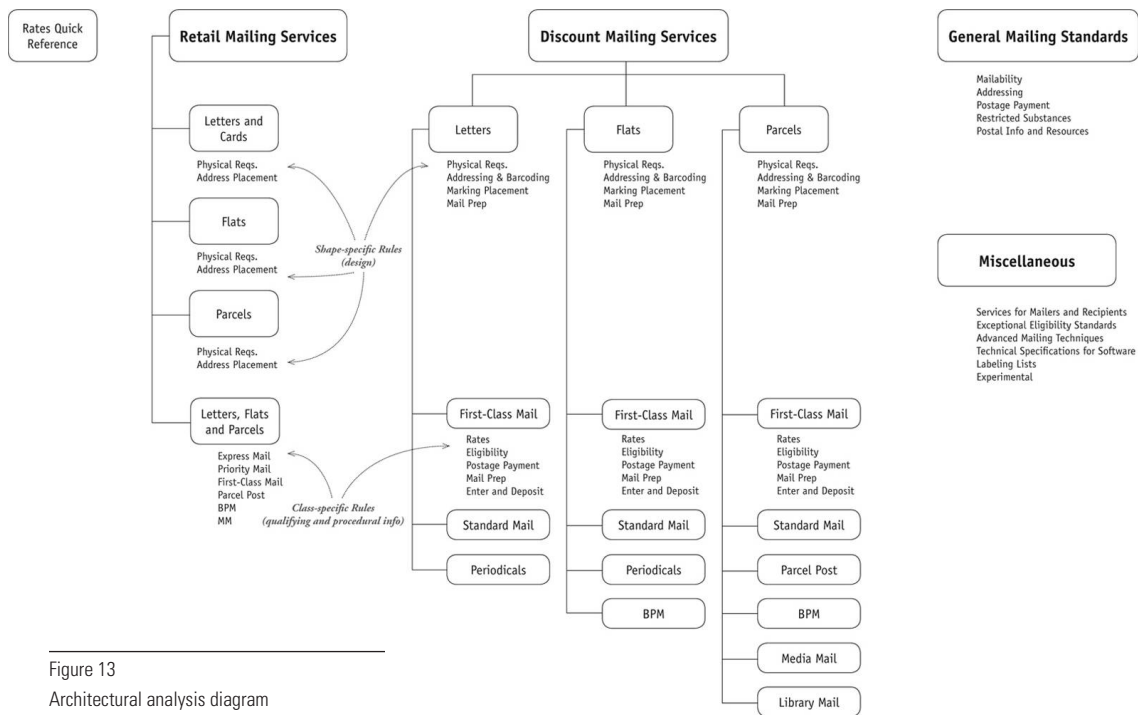 Rates Quick
Reference
Retail Mailing Services
Letters and
Cards
Physical Reqs.
Address Placement
Flats
Physical Reqs.
Address Placement
Parcels
Physical Reqs.
Address Placement
Letters, Flats
and Parcels
Express Mail
Priority Mail
First-Class Mail
Parcel Post
BPM
MM
Shape-specific Rules
(design)
Class-specific Rules
(qualifying and procedural info)
Discount Mailing Services
Letters
Physical Reqs.
Addressing & Barcoding
Marking Placement
Mail Prep
First-Class Mail
Rates
Eligibility
Postage Payment
Mail Prep
Enter and Deposit
Standard Mail
Periodicals
Flats
Physical Reqs.
Addressing & Barcoding
Marking Placement
Mail Prep
First-Class Mail
Rates
Eligibility
Postage Payment
Mail Prep
Enter and Deposit
Standard Mail
Periodicals
BPM
Parcels
Physical Reqs.
Addressing & Barcoding
Marking Placement
Mail Prep
First-Class Mail
Rates
Eligibility
Postage Payment
Mail Prep
Enter and Deposit
Standard Mail
Parcel Post
BPM
Media Mail
Library Mail
General Mailing Standards
Mailability
Addressing
Postage Payment
Restricted Substances
Postal Info and Resources
Miscellaneous
Services for Mailers and Recipients
Exceptional Eligibility Standards
Advanced Mailing Techniques
Technical Specifications for Software
Labeling Lists
Experimental
Figure 13
Architectural analysis diagram